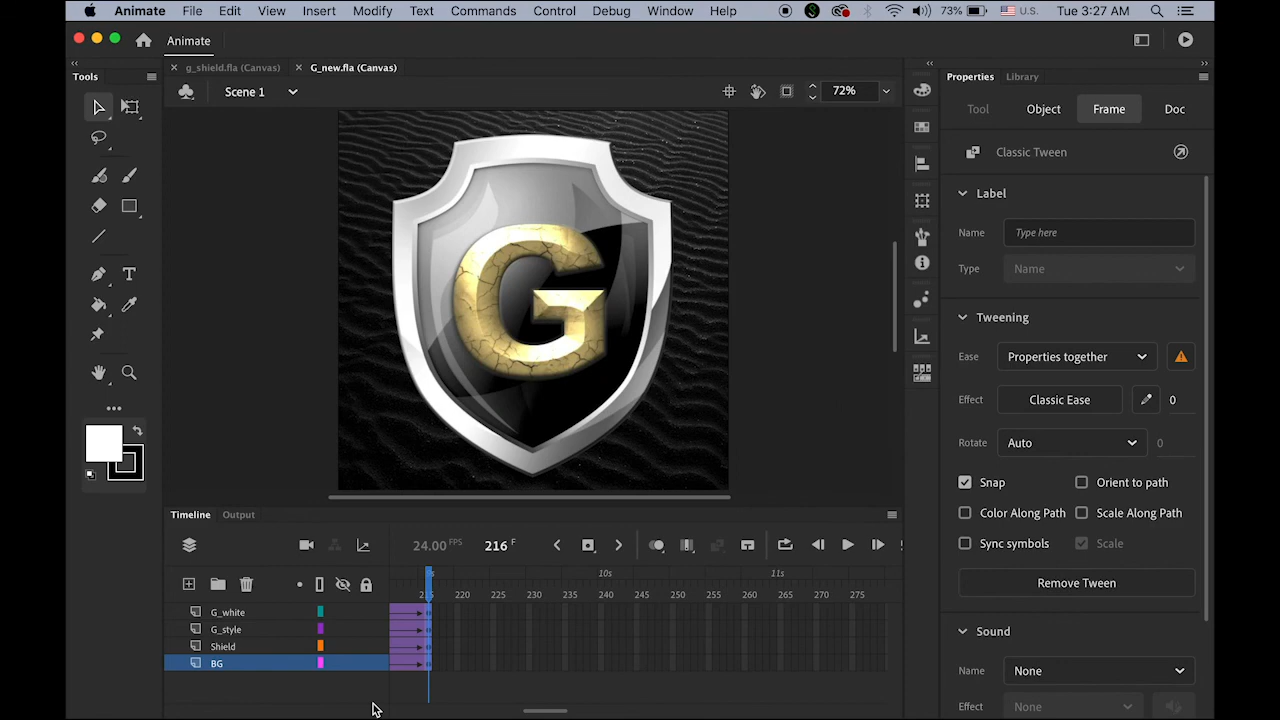 Animate File Edit View Insert Modify Text Commands Control Debug Window Help 73% U.S. Tue 3:27 AM
Animate
Tools
g_shield.fla (Canvas) G_new.fla (Canvas)
Scene 1 72%
G
Properties Library
Tool Object Frame Doc
Classic Tween
Label
Name Type here
Type Name
Tweening
Ease Properties together
Effect Classic Ease 0
Rotate Auto 0
Snap Orient to path
Color Along Path Scale Along Path
Sync symbols Scale
Remove Tween
Sound
Name None
Effect None
Timeline Output
24.00 FPS 216 F
10s 11s
220 225 230 235 240 245 250 255 260 265 270 275
G_white
G_style
Shield
BG